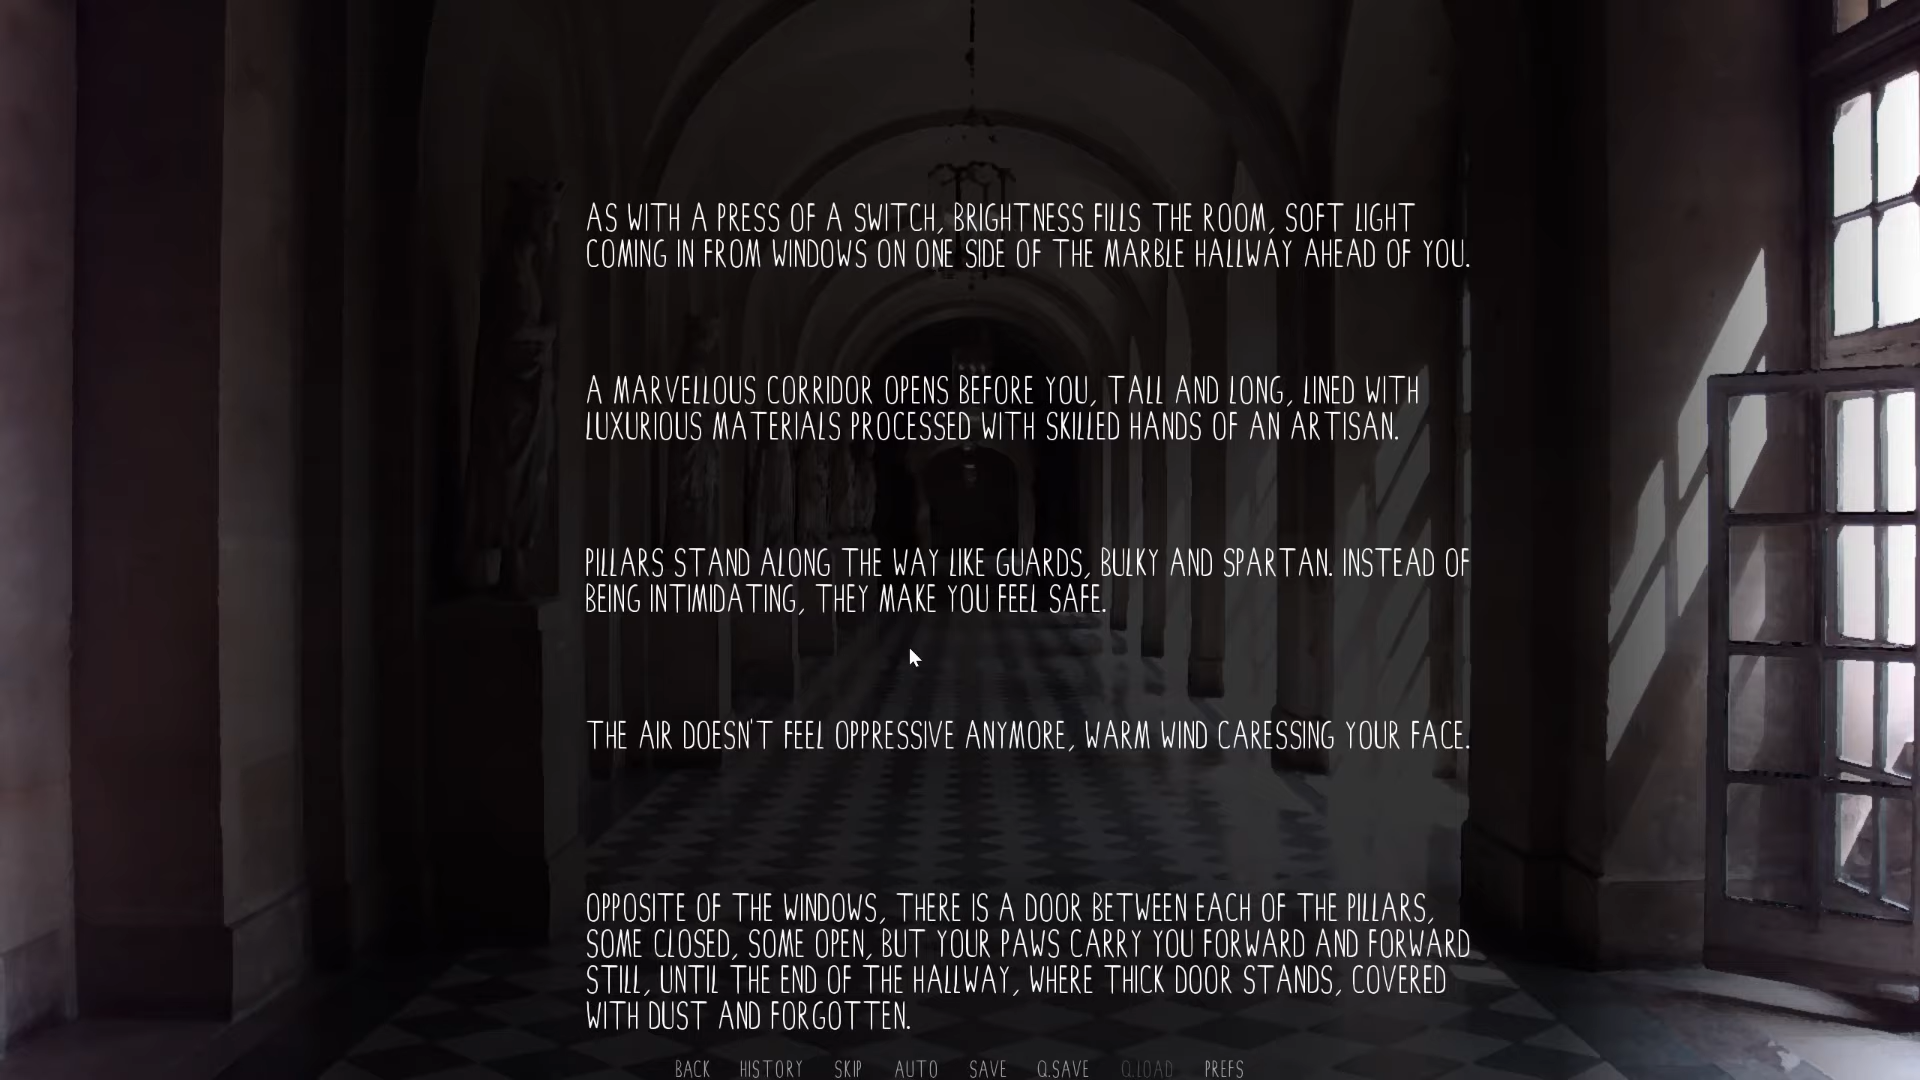 AS WITH A PRESS OF A SWITCH, BRIGHTNESS FILLS THE ROOM, SOFT LIGHT
COMING IN FROM WINDOWS ON ONE SIDE OF THE MARBLE HALLWAY AHEAD OF YOU.
A MARVELLOUS CORRIDOR OPENS BEFORE YOU, TALL AND LONG, LINED WITH
LUXURIOUS MATERIALS PROCESSED WITH SKILLED HANDS OF AN ARTISAN.
PILLARS STAND ALONG THE WAY LIKE GUARDS, BULKY AND SPARTAN. INSTEAD OF
BEING INTIMIDATING, THEY MAKE YOU FEEL SAFE.
THE AIR DOESN'T FEEL OPPRESSIVE ANYMORE, WARM WIND CARESSING YOUR FACE.
OPPOSITE OF THE WINDOWS, THERE IS A DOOR BETWEEN EACH OF THE PILLARS,
SOME CLOSED, SOME OPEN, BUT YOUR PAWS CARRY YOU FORWARD AND FORWARD
STILL, UNTIL THE END OF THE HALLWAY, WHERE THICK DOOR STANDS, COVERED
WITH DUST AND FORGOTTEN.
BACK HISTORY SKIP AUTO SAVE Q.SAVE Q.LOAD PREFS